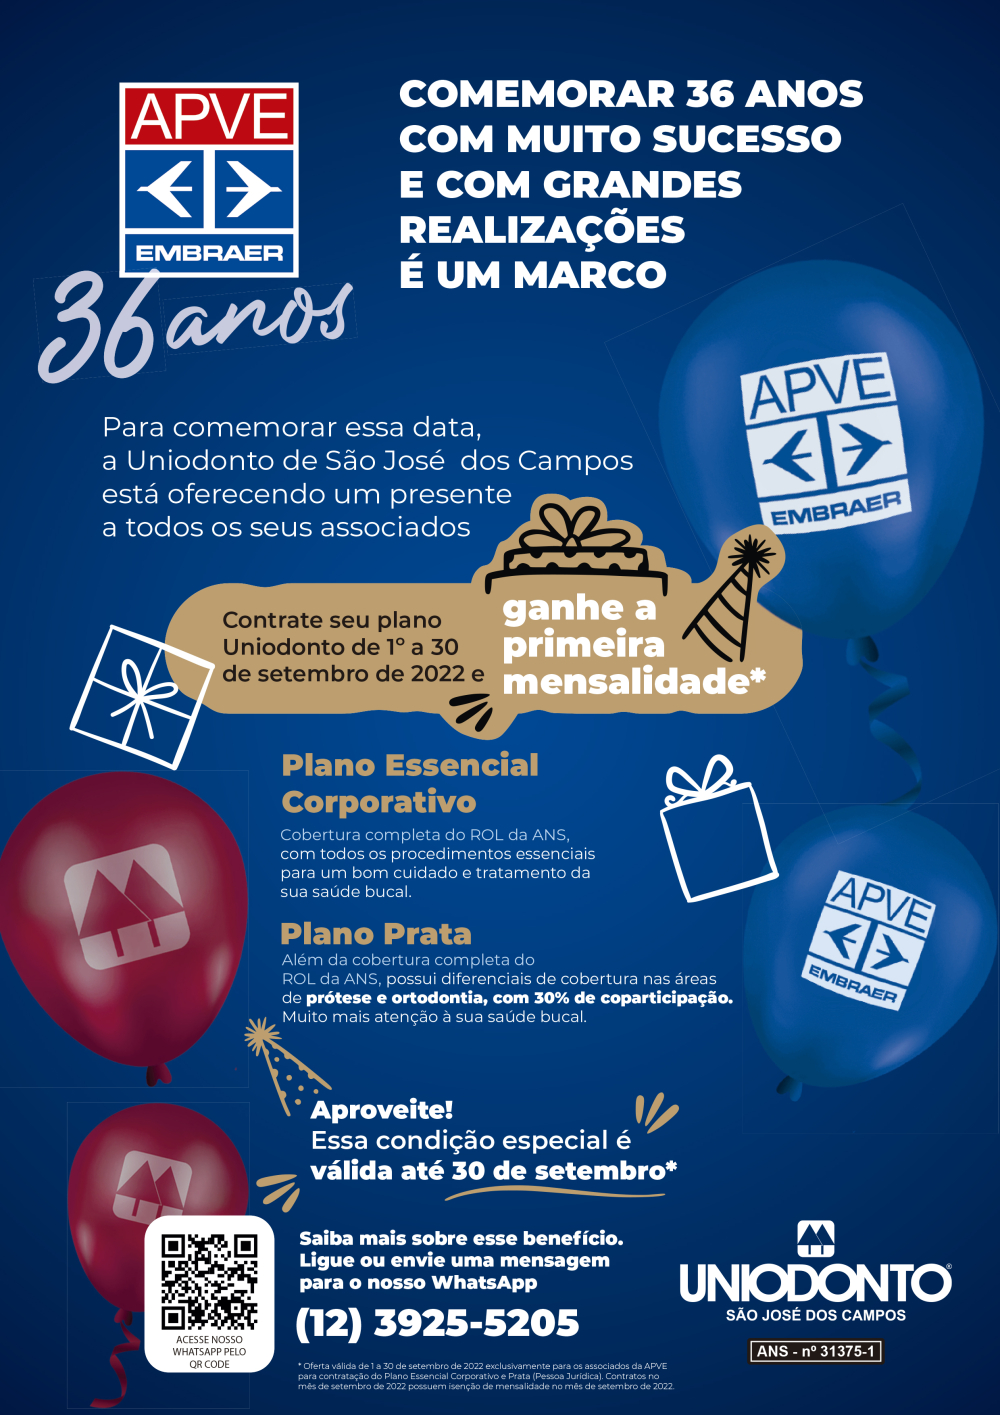 APVE
EMBRAER
36 anos
COMEMORAR 36 ANOS
COM MUITO SUCESSO
E COM GRANDES
REALIZAÇÕES
É UM MARCO
APVE
EMBRAER
Para comemorar essa data,
a Uniodonto de São José dos Campos
está oferecendo um presente
a todos os seus associados
Contrate seu plano
Uniodonto de 1º a 30
de setembro de 2022 e
ganhe a
primeira
mensalidade*
Plano Essencial
Corporativo
Cobertura completa do ROL da ANS,
com todos os procedimentos essenciais
para um bom cuidado e tratamento da
sua saúde bucal.
APVE
EMBRAER
Plano Prata
Além da cobertura completa do
ROL da ANS, possui diferenciais de cobertura nas áreas
de prótese e ortodontia, com 30% de coparticipação.
Muito mais atenção à sua saúde bucal.
Aproveite!
Essa condição especial é
válida até 30 de setembro*
Saiba mais sobre esse benefício.
Ligue ou envie uma mensagem
para o nosso WhatsApp
(12) 3925-5205
ACESSE NOSSO
WHATSAPP PELO
QR CODE
* Oferta válida de 1 a 30 de setembro de 2022 exclusivamente para os associados da APVE
para contratação do Plano Essencial Corporativo e Prata (Pessoa Jurídica). Contratos no
mês de setembro de 2022 possuem isenção de mensalidade no mês de setembro de 2022.
UNIODONTO®
SÃO JOSÉ DOS CAMPOS
ANS - nº 31375-1